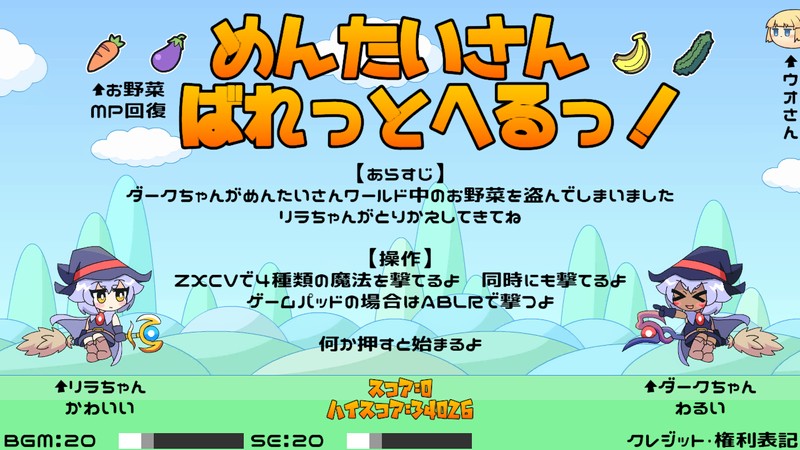 めんたいさん
ばれっとへるっ！
↑お野菜
MP回復
↑ウオさん
【あらすじ】
ダークちゃんがめんたいさんワールド中のお野菜を盗んでしまいました
リラちゃんがとりかえしてきてね
【操作】
ZXCVで4種類の魔法を撃てるよ 同時にも撃てるよ
ゲームパッドの場合はABLRで撃つよ
何か押すと始まるよ
↑リラちゃん
かわいい
スコア:0
ハイスコア:34026
↑ダークちゃん
わるい
BGM:20
SE:20
クレジット・権利表記